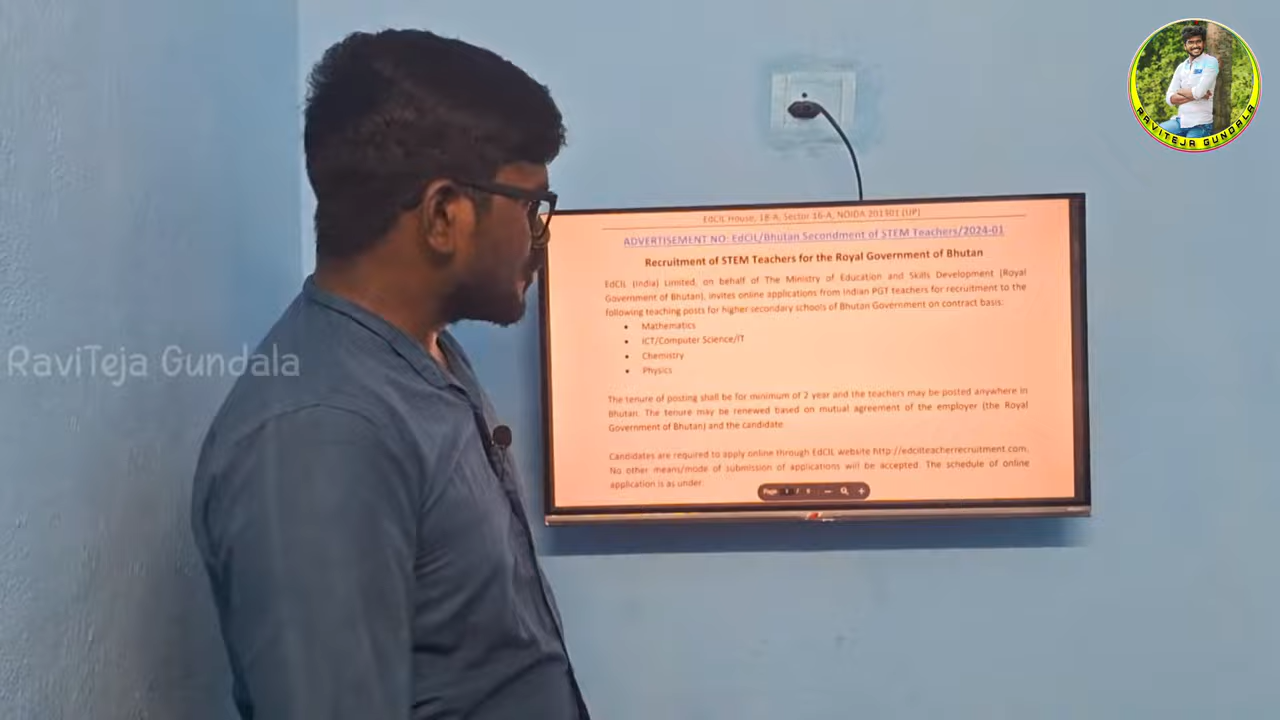 RAVITEJA GUNDALA
EdCIL House, 18-A, Sector 16-A, NOIDA 201301 (UP)
ADVERTISEMENT NO: EdCIL/Bhutan Secondment of STEM Teachers/2024-01
Recruitment of STEM Teachers for the Royal Government of Bhutan
EdCIL (India) Limited, on behalf of The Ministry of Education and Skills Development (Royal
Government of Bhutan), invites online applications from Indian PGT teachers for recruitment to the
following teaching posts for higher secondary schools of Bhutan Government on contract basis:
• Mathematics
• ICT/Computer Science/IT
• Chemistry
• Physics
RaviTeja Gundala
The tenure of posting shall be for minimum of 2 year and the teachers may be posted anywhere in
Bhutan. The tenure may be renewed based on mutual agreement of the employer (the Royal
Government of Bhutan) and the candidate.
Candidates are required to apply online through EdCIL website http://edcilteacherrecruitment.com.
No other means/mode of submission of applications will be accepted. The schedule of online
application is as under:
Page